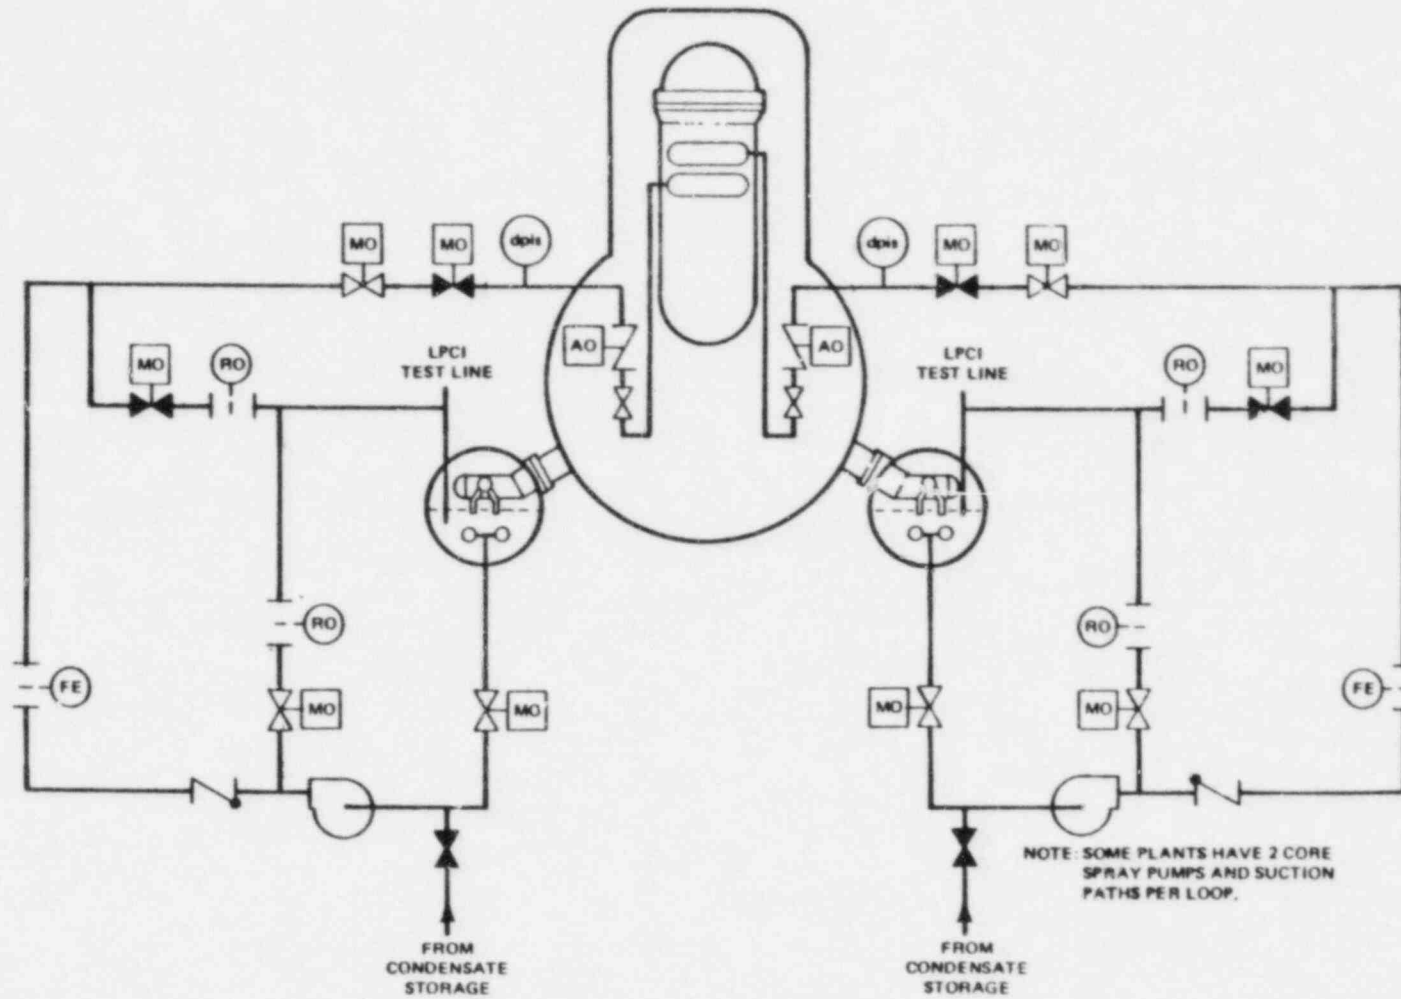 MO
MO
dpis
dpis
MO
MO
AO
AO
LPCI
TEST LINE
LPCI
TEST LINE
MO
RO
RO
MO
RO
RO
FE
MO
MO
MO
MO
FE
NOTE: SOME PLANTS HAVE 2 CORE
SPRAY PUMPS AND SUCTION
PATHS PER LOOP.
FROM
CONDENSATE
STORAGE
FROM
CONDENSATE
STORAGE